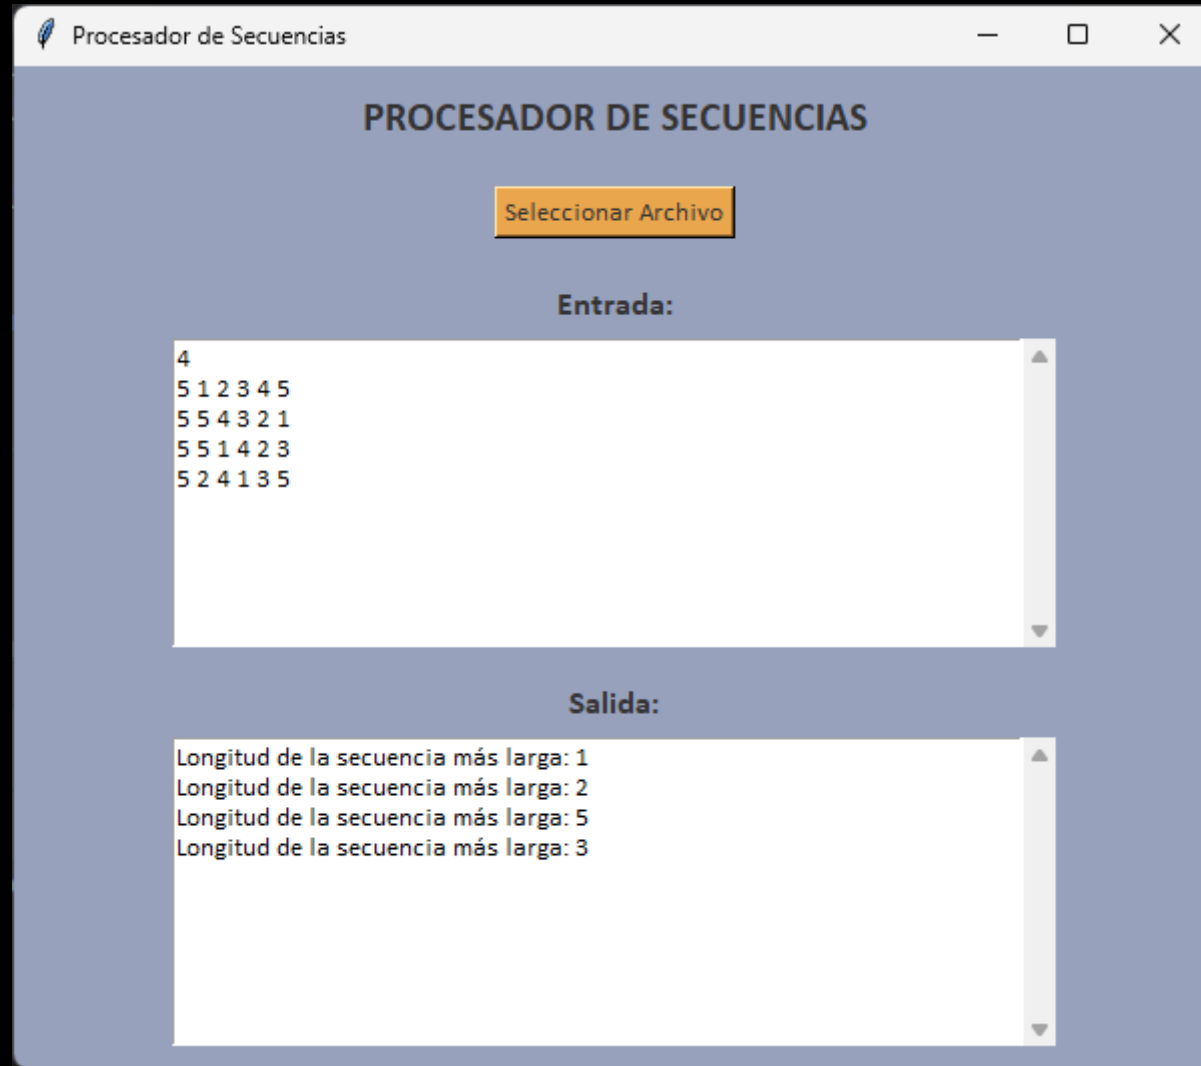 Procesador de Secuencias
PROCESADOR DE SECUENCIAS
Seleccionar Archivo
Entrada:
4
5 1 2 3 4 5
5 5 4 3 2 1
5 5 1 4 2 3
5 2 4 1 3 5
Salida:
Longitud de la secuencia más larga: 1
Longitud de la secuencia más larga: 2
Longitud de la secuencia más larga: 5
Longitud de la secuencia más larga: 3